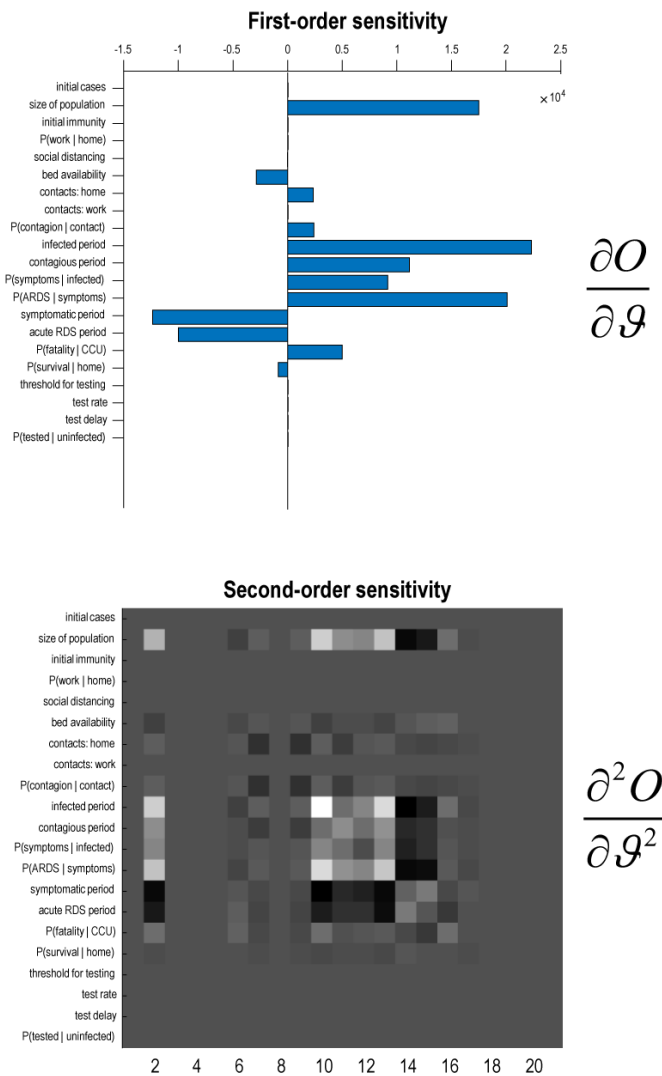 First-order sensitivity
-1.5 -1 -0.5 0 0.5 1 1.5 2 2.5
×10⁴
initial cases
size of population
initial immunity
P(work | home)
social distancing
bed availability
contacts: home
contacts: work
P(contagion | contact)
infected period
contagious period
P(symptoms | infected)
P(ARDS | symptoms)
symptomatic period
acute RDS period
P(fatality | CCU)
P(survival | home)
threshold for testing
test rate
test delay
P(tested | uninfected)
∂O
∂ϑ
Second-order sensitivity
initial cases
size of population
initial immunity
P(work | home)
social distancing
bed availability
contacts: home
contacts: work
P(contagion | contact)
infected period
contagious period
P(symptoms | infected)
P(ARDS | symptoms)
symptomatic period
acute RDS period
P(fatality | CCU)
P(survival | home)
threshold for testing
test rate
test delay
P(tested | uninfected)
2 4 6 8 10 12 14 16 18 20
∂²O
∂ϑ²